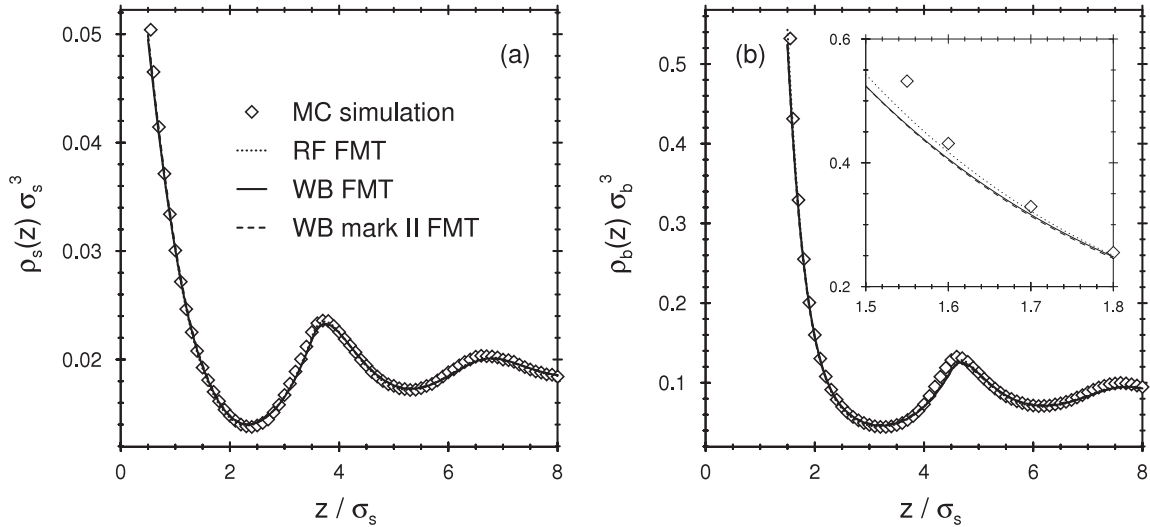 (a)
MC simulation
RF FMT
WB FMT
WB mark II FMT
0.05
0.04
0.03
0.02
ρs(z) σs³
0 2 4 6 8
z / σs
(b)
0.5
0.4
0.3
0.2
0.1
ρb(z) σb³
0 2 4 6 8
z / σs
0.6
0.4
0.2
1.5 1.6 1.7 1.8